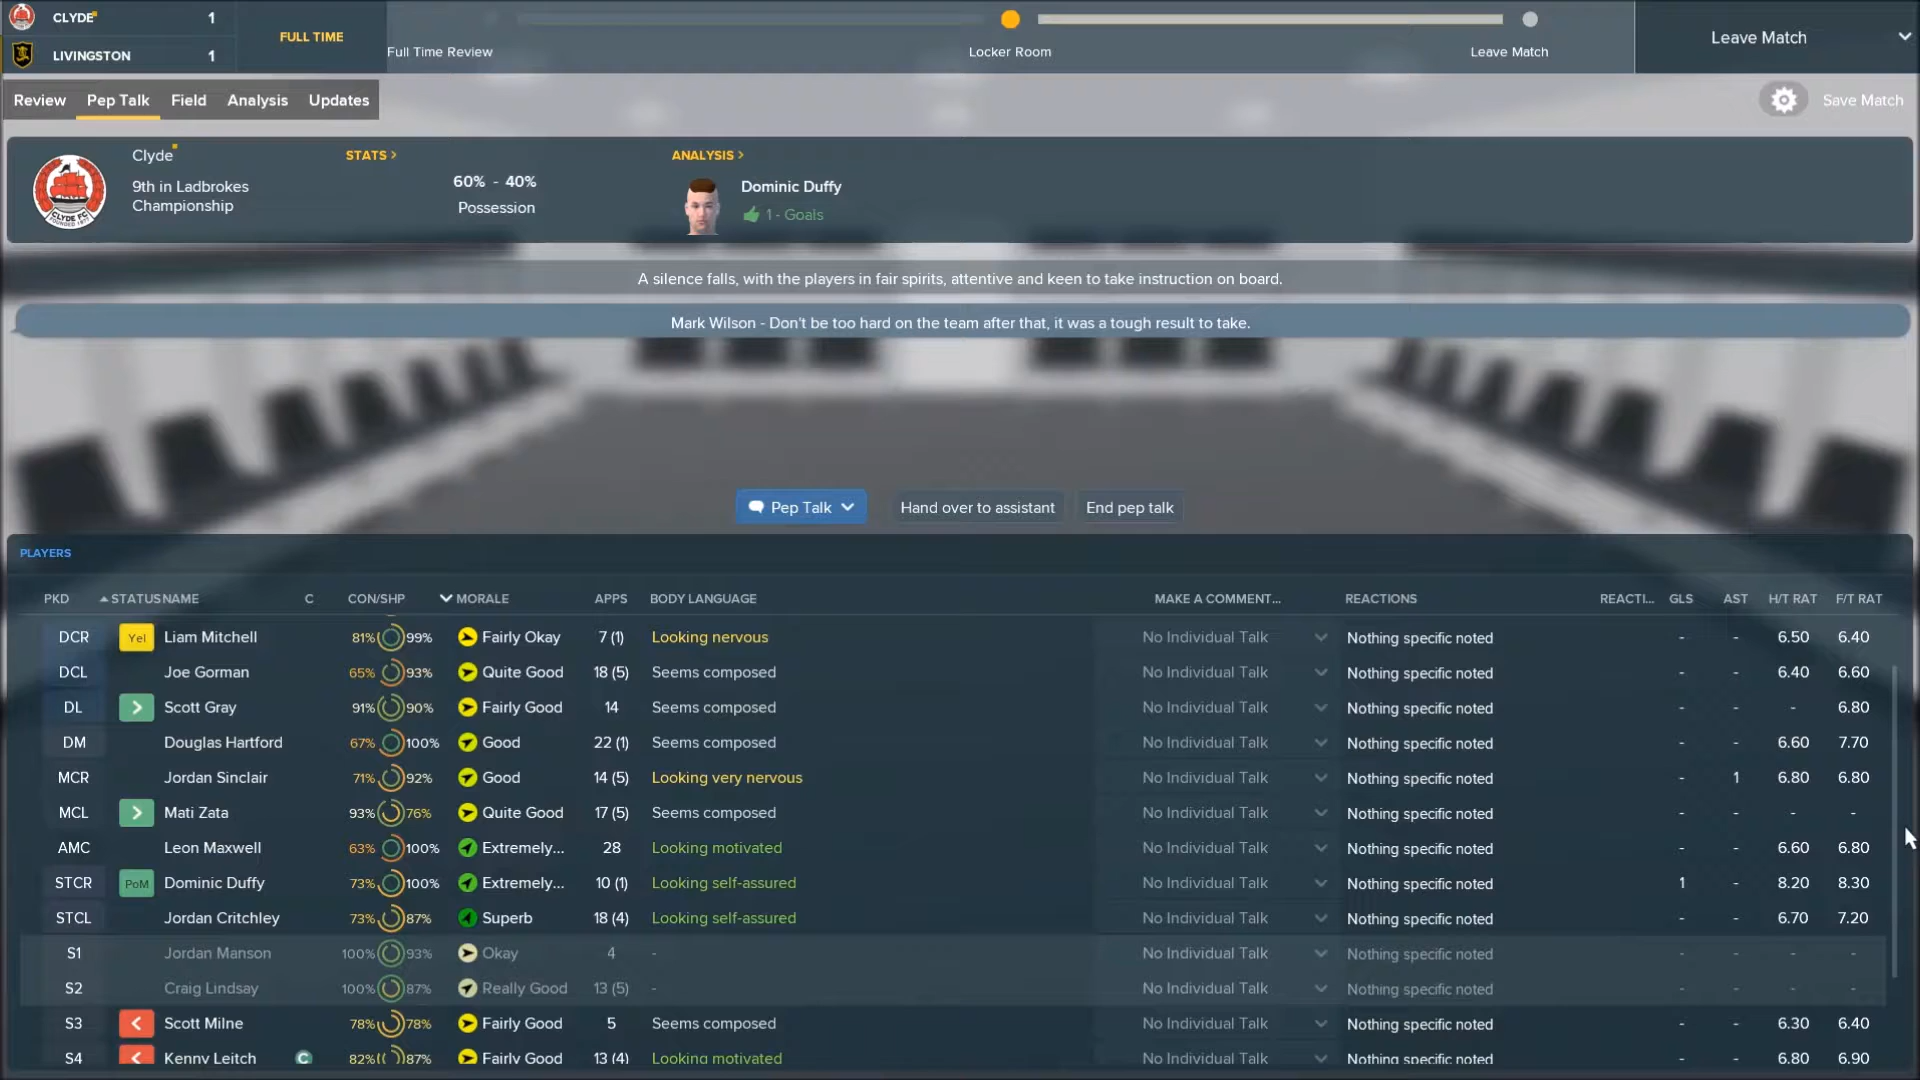 CLYDE 1
LIVINGSTON 1
FULL TIME
Full Time Review
Locker Room
Leave Match
Leave Match
Review Pep Talk Field Analysis Updates
Save Match
Clyde
9th in Ladbrokes
Championship
STATS >
60% - 40%
Possession
ANALYSIS >
Dominic Duffy
1 - Goals
A silence falls, with the players in fair spirits, attentive and keen to take instruction on board.
Mark Wilson - Don't be too hard on the team after that, it was a tough result to take.
Pep Talk Hand over to assistant End pep talk
PLAYERS
PKD STATUS NAME C CON/SHP MORALE APPS BODY LANGUAGE MAKE A COMMENT... REACTIONS REACTI... GLS AST H/T RAT F/T RAT
DCR Yel Liam Mitchell 81% 99% Fairly Okay 7 (1) Looking nervous No Individual Talk Nothing specific noted - - 6.50 6.40
DCL Joe Gorman 65% 93% Quite Good 18 (5) Seems composed No Individual Talk Nothing specific noted - - 6.40 6.60
DL Scott Gray 91% 90% Fairly Good 14 Seems composed No Individual Talk Nothing specific noted - - - 6.80
DM Douglas Hartford 67% 100% Good 22 (1) Seems composed No Individual Talk Nothing specific noted - - 6.60 7.70
MCR Jordan Sinclair 71% 92% Good 14 (5) Looking very nervous No Individual Talk Nothing specific noted - 1 6.80 6.80
MCL Mati Zata 93% 76% Quite Good 17 (5) Seems composed No Individual Talk Nothing specific noted - - - -
AMC Leon Maxwell 63% 100% Extremely... 28 Looking motivated No Individual Talk Nothing specific noted - - 6.60 6.80
STCR PoM Dominic Duffy 73% 100% Extremely... 10 (1) Looking self-assured No Individual Talk Nothing specific noted 1 - 8.20 8.30
STCL Jordan Critchley 73% 87% Superb 18 (4) Looking self-assured No Individual Talk Nothing specific noted - - 6.70 7.20
S1 Jordan Manson 100% 93% Okay 4 - No Individual Talk Nothing specific noted - - - -
S2 Craig Lindsay 100% 87% Really Good 13 (5) - No Individual Talk Nothing specific noted - - - -
S3 Scott Milne 78% 78% Fairly Good 5 Seems composed No Individual Talk Nothing specific noted - - 6.30 6.40
S4 Kenny Leitch C 82% 87% Fairly Good 13 (4) Looking motivated No Individual Talk Nothing specific noted - - 6.80 6.90